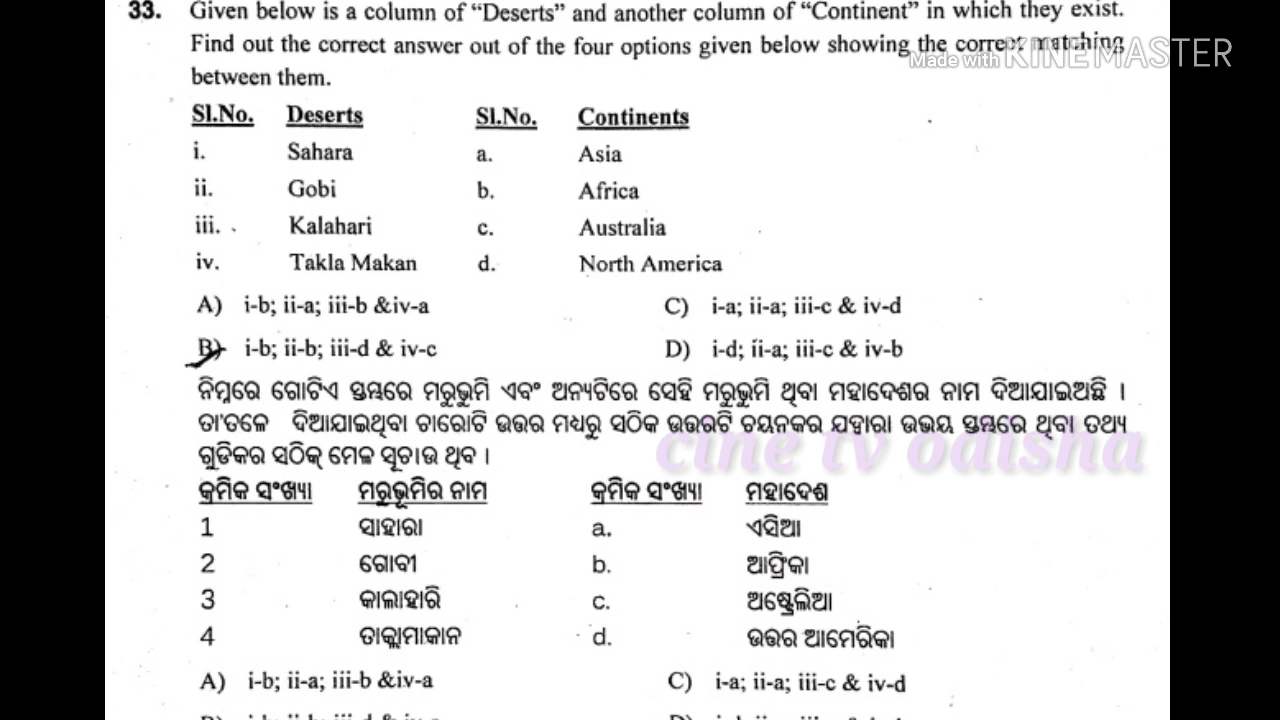 33. Given below is a column of “Deserts” and another column of “Continent” in which they exist.
Find out the correct answer out of the four options given below showing the correct matching
Made with KINEMASTER
between them.
Sl.No. Deserts Sl.No. Continents
i. Sahara a. Asia
ii. Gobi b. Africa
iii. Kalahari c. Australia
iv. Takla Makan d. North America
A) i-b; ii-a; iii-b &iv-a C) i-a; ii-a; iii-c & iv-d
B) i-b; ii-b; iii-d & iv-c D) i-d; ii-a; iii-c & iv-b
ନିମ୍ନରେ ଗୋଟିଏ ସ୍ତମ୍ଭରେ ମରୁଭୂମି ଏବଂ ଅନ୍ୟଟିରେ ସେହି ମରୁଭୂମି ଥିବା ମହାଦେଶର ନାମ ଦିଆଯାଇଅଛି ।
ତା'ତଳେ ଦିଆଯାଇଥିବା ଚାରୋଟି ଉତ୍ତର ମଧ୍ୟରୁ ସଠିକ ଉତ୍ତରଟି ଚୟନକର ଯଦ୍ୱାରା ଉଭୟ ସ୍ତମ୍ଭରେ ଥିବା ତଥ୍ୟ
ଗୁଡିକର ସଠିକ୍ ମେଳ ସୂଚାଉ ଥିବ ।
cine tv odisha
କ୍ରମିକ ସଂଖ୍ୟା ମରୁଭୂମିର ନାମ କ୍ରମିକ ସଂଖ୍ୟା ମହାଦେଶ
1 ସାହାରା a. ଏସିଆ
2 ଗୋବୀ b. ଆଫ୍ରିକା
3 କାଲାହାରି c. ଅଷ୍ଟ୍ରେଲିଆ
4 ତାକ୍ଲାମାକାନ d. ଉତ୍ତର ଆମେରିକା
A) i-b; ii-a; iii-b &iv-a C) i-a; ii-a; iii-c & iv-d